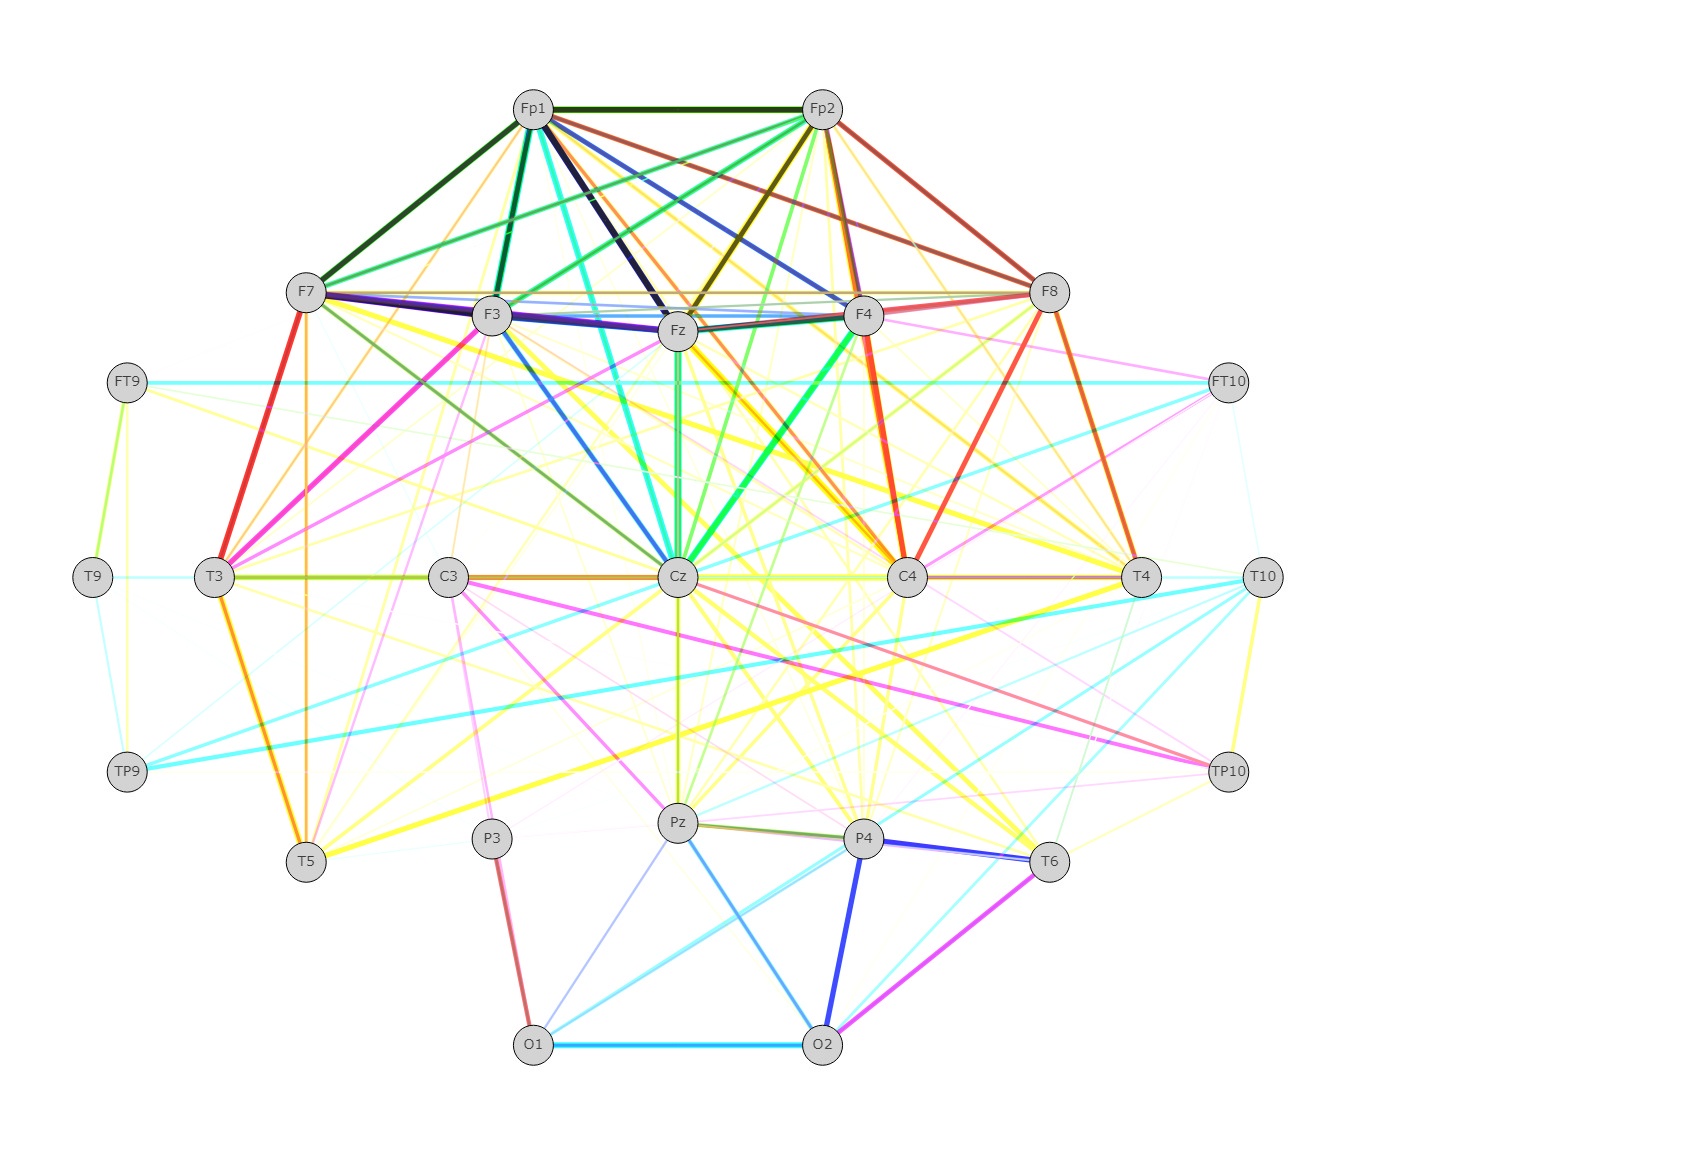 Fp1 Fp2
F7 F3 Fz F4 F8
FT9 FT10
T9 T3 C3 Cz C4 T4 T10
TP9 TP10
T5 P3 Pz P4 T6
O1 O2